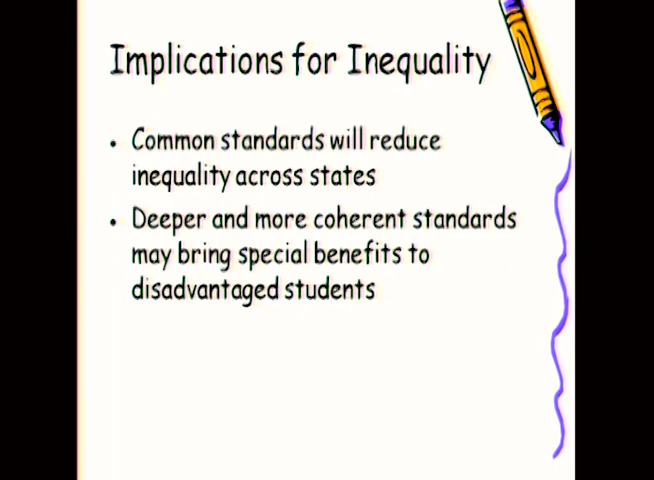 Implications for Inequality
• Common standards will reduce
inequality across states
• Deeper and more coherent standards
may bring special benefits to
disadvantaged students